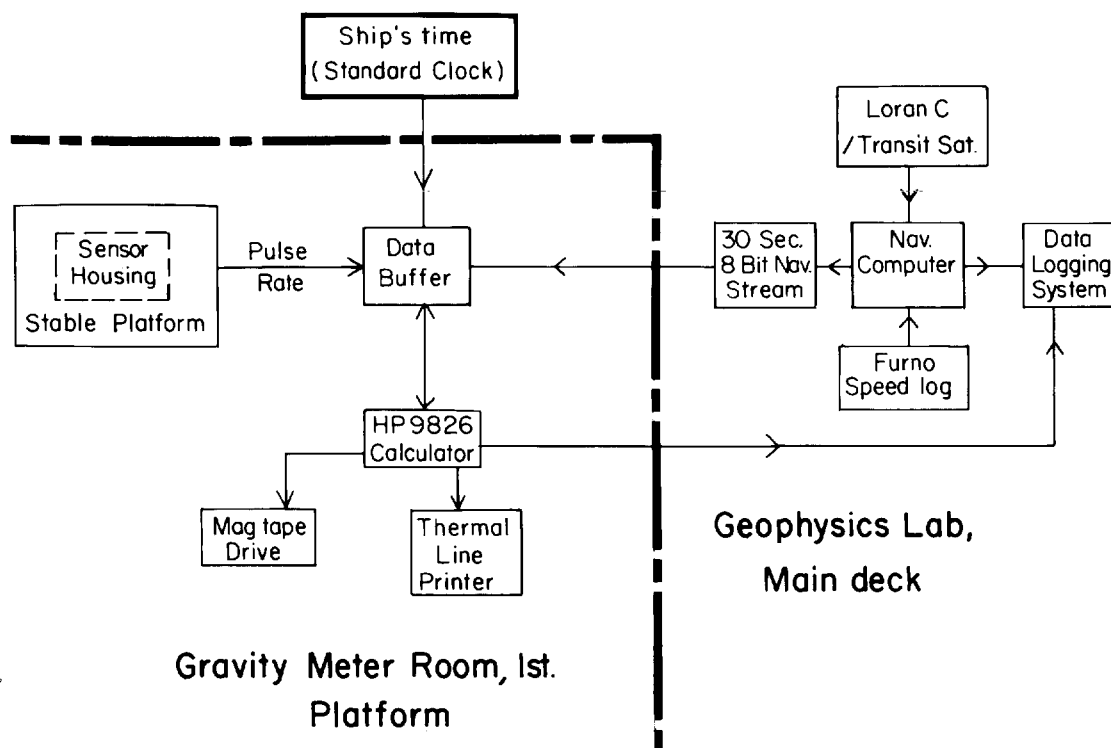 Ship's time
(Standard Clock)
Loran C
/Transit Sat.
Sensor
Housing
Stable Platform
Pulse
Rate
Data
Buffer
30 Sec.
8 Bit Nav.
Stream
Nav.
Computer
Data
Logging
System
Furno
Speed log
HP9826
Calculator
Mag tape
Drive
Thermal
Line
Printer
Geophysics Lab,
Main deck
Gravity Meter Room, Ist.
Platform